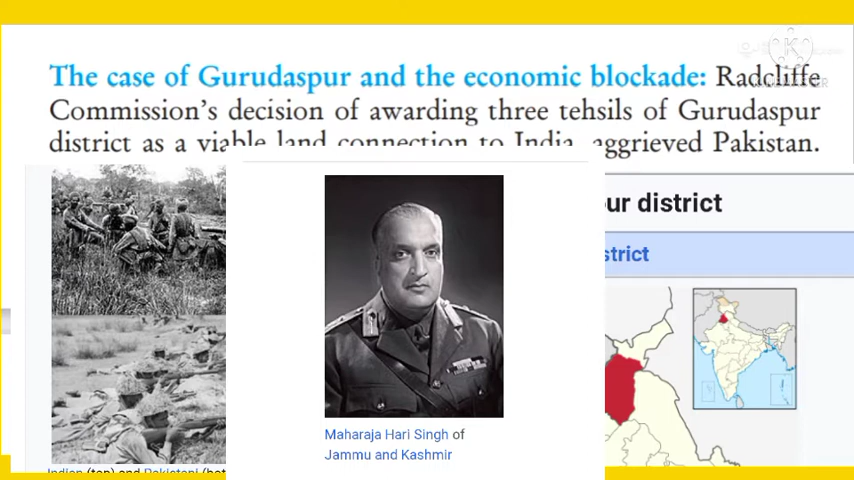 The case of Gurudaspur and the economic blockade: Radcliffe
Commission's decision of awarding three tehsils of Gurudaspur
district as a viable land connection to India, aggrieved Pakistan.
ur district
strict
Maharaja Hari Singh of
Jammu and Kashmir
Indian (top) and Pakistani (bot